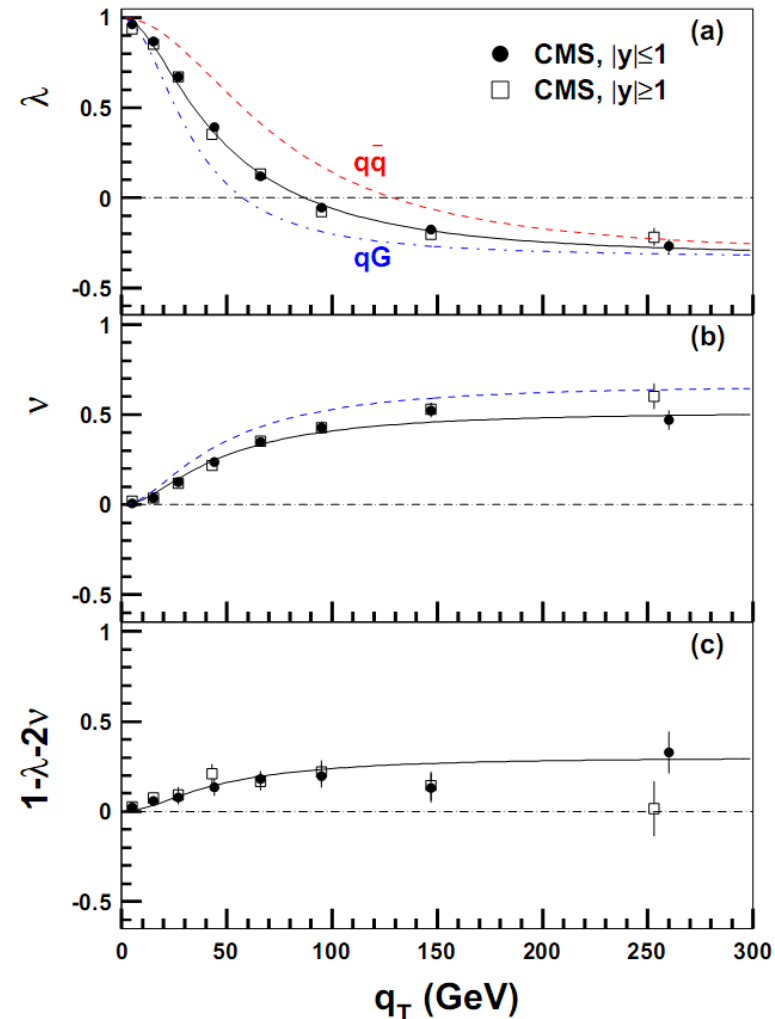 1
(a)
CMS, |y|≤1
CMS, |y|≥1
λ
0.5
qq̄
0
qG
-0.5
1
(b)
ν
0.5
0
-0.5
1
(c)
1-λ-2ν
0.5
0
-0.5
0 50 100 150 200 250 300
q_T (GeV)